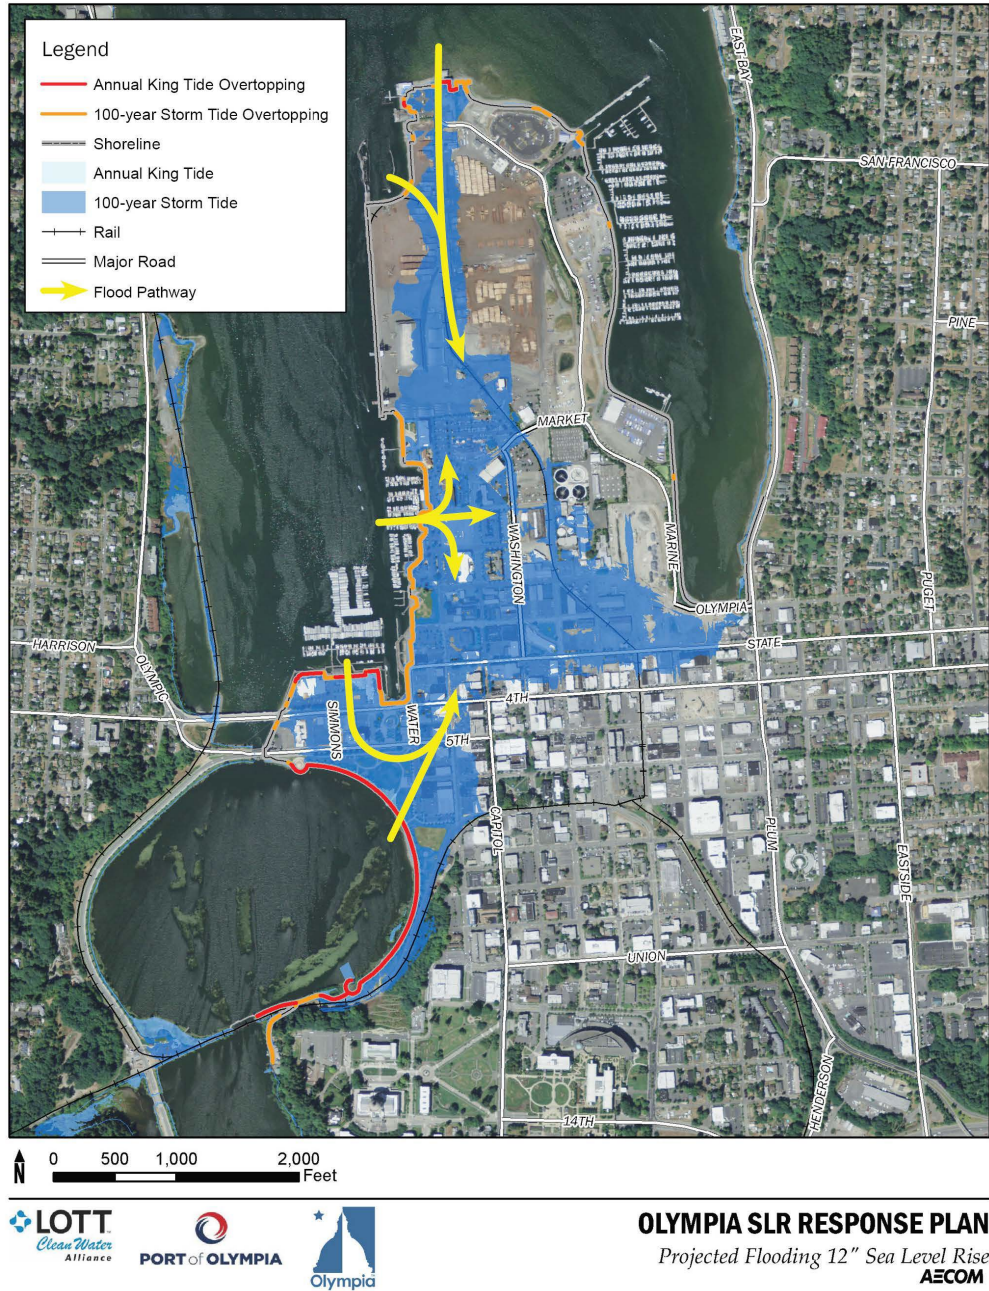 Legend
Annual King Tide Overtopping
100-year Storm Tide Overtopping
Shoreline
Annual King Tide
100-year Storm Tide
Rail
Major Road
Flood Pathway
EAST BAY
SAN FRANCISCO
PINE
MARKET
WASHINGTON
MARINE
PUGET
OLYMPIA
STATE
HARRISON
OLYMPIC
4TH
SIMMONS
WATER
5TH
CAPITOL
PLUM
EASTSIDE
UNION
HENDERSON
14TH
N
0 500 1,000 2,000
Feet
LOTT
Clean Water
Alliance
PORT of OLYMPIA
Olympia
OLYMPIA SLR RESPONSE PLAN
Projected Flooding 12" Sea Level Rise
AECOM